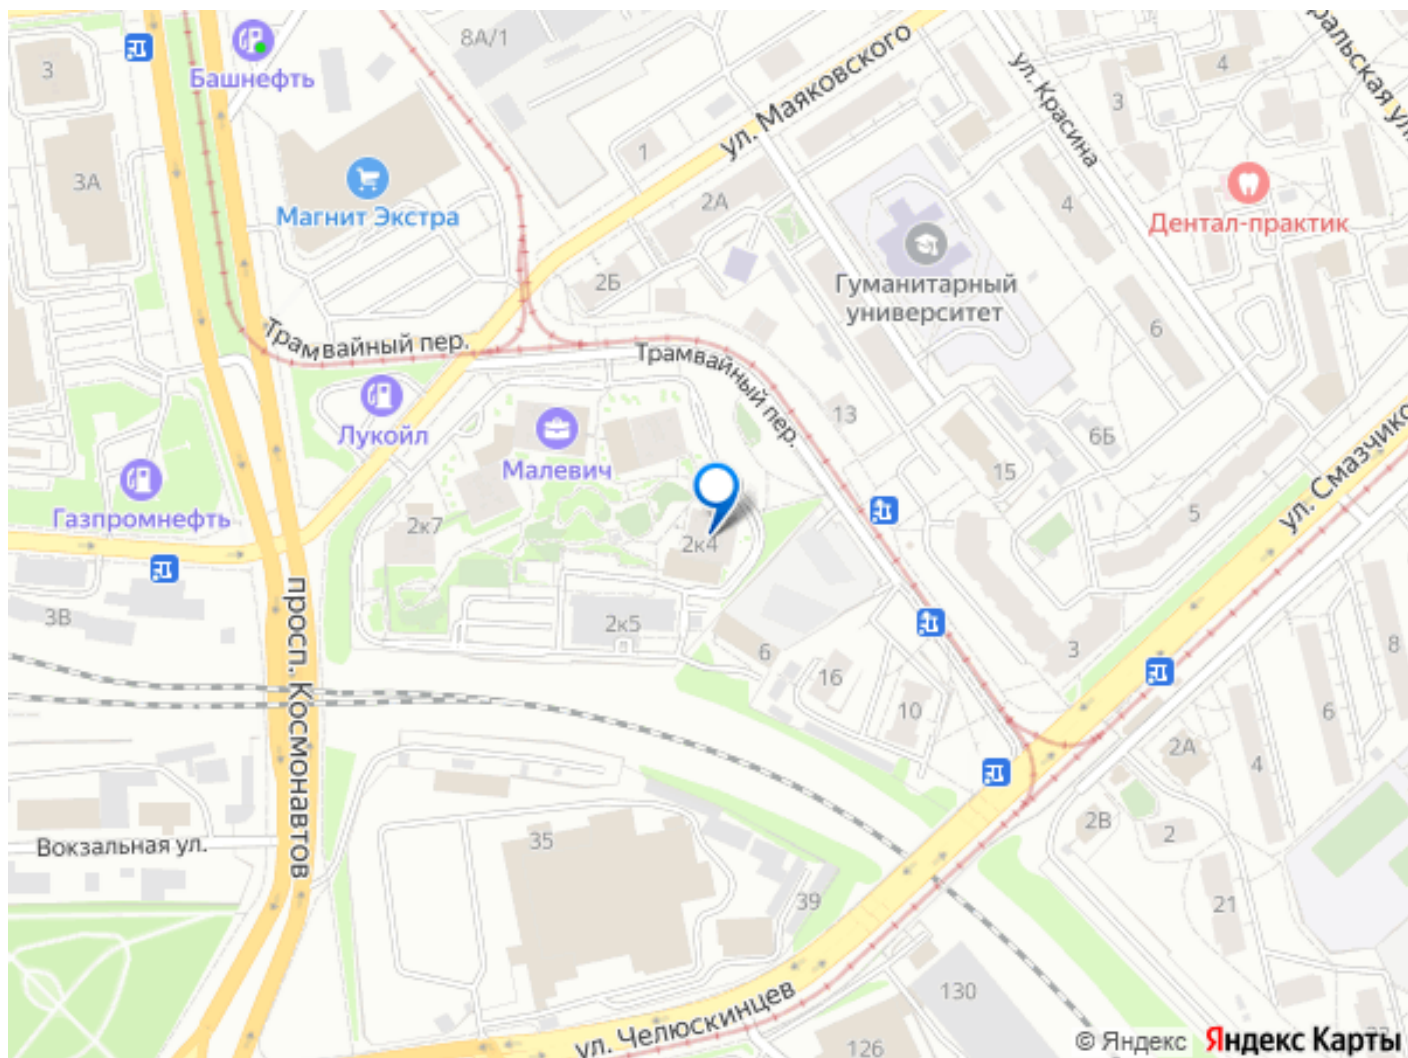 8А/1
3
Башнефть
ул. Маяковского
ул. Красина
4
3
1
3А
Магнит Экстра
2А
4
Дентал-практик
Гуманитарный
университет
2Б
6
Трамвайный пер.
Трамвайный пер.
Лукойл
13
6Б
Малевич
15
ул. Смазчико
Газпромнефть
2к7
5
2к4
3В
2к5
6
3
8
16
10
6
просп. Космонавтов
2А
4
2В
2
Вокзальная ул.
35
39
21
130
ул. Челюскинцев
126
© Яндекс
Яндекс Карты